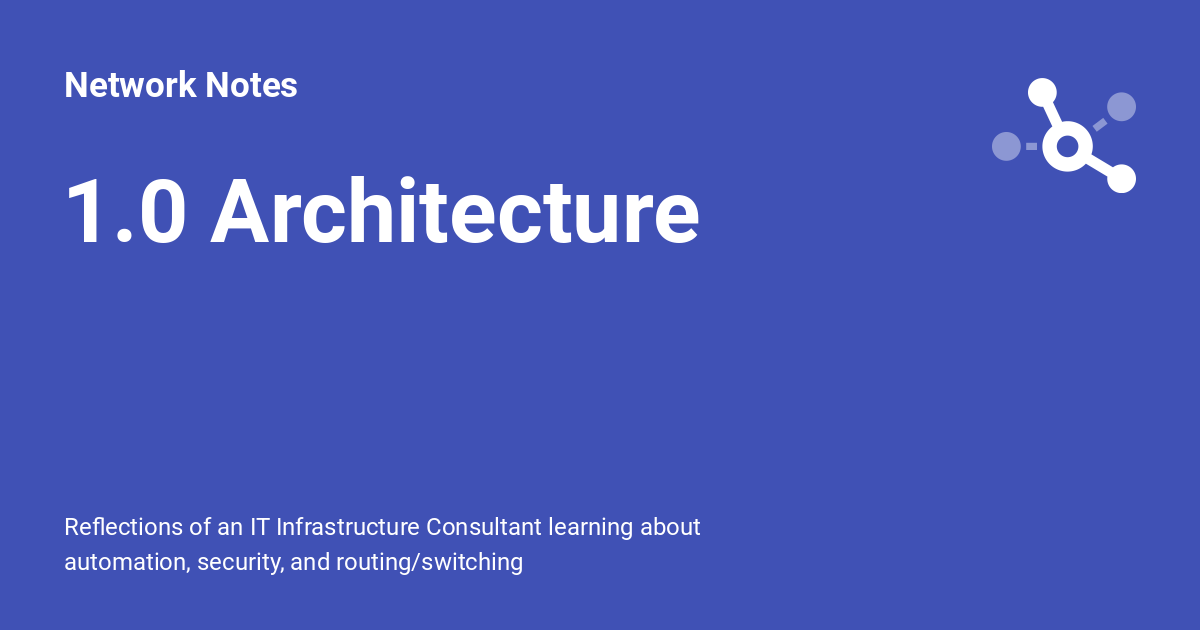 Network Notes
1.0 Architecture
Reflections of an IT Infrastructure Consultant learning about
automation, security, and routing/switching